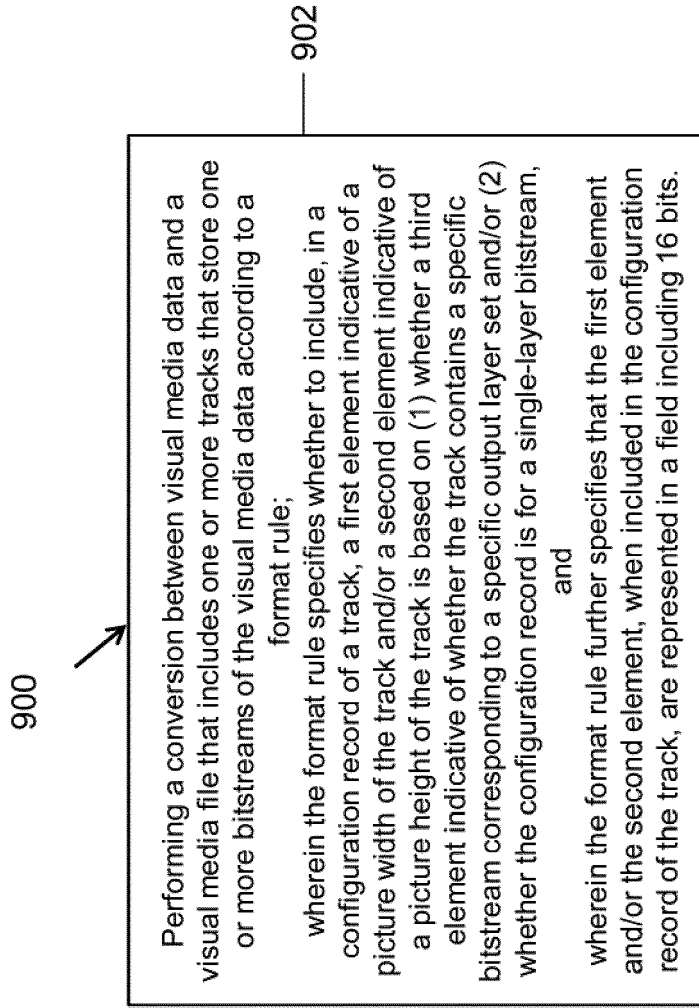 900
902
Performing a conversion between visual media data and a
visual media file that includes one or more tracks that store one
or more bitstreams of the visual media data according to a
format rule;
wherein the format rule specifies whether to include, in a
configuration record of a track, a first element indicative of a
picture width of the track and/or a second element indicative of
a picture height of the track is based on (1) whether a third
element indicative of whether the track contains a specific
bitstream corresponding to a specific output layer set and/or (2)
whether the configuration record is for a single-layer bitstream,
and
wherein the format rule further specifies that the first element
and/or the second element, when included in the configuration
record of the track, are represented in a field including 16 bits.